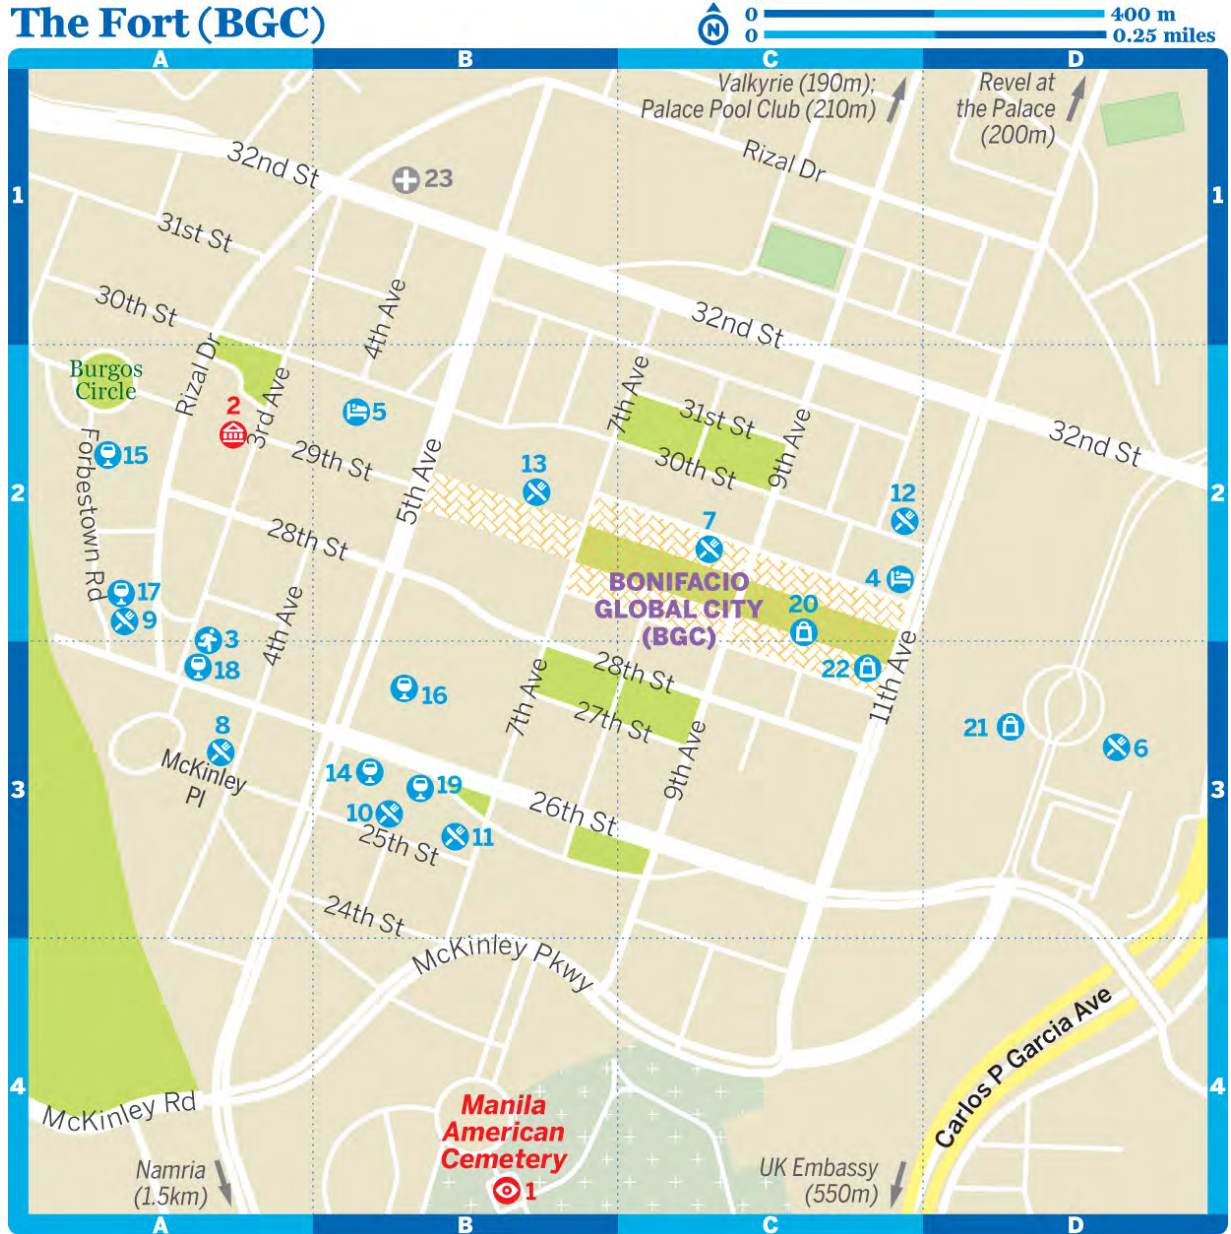 The Fort (BGC)
N
0
400 m
0
0.25 miles
A
B
C
D
Valkyrie (190m);
Palace Pool Club (210m)
Revel at
the Palace
(200m)
1
1
32nd St
23
Rizal Dr
31st St
30th St
4th Ave
32nd St
Burgos
Circle
Rizal Dr
2
3rd Ave
5
7th Ave
31st St
9th Ave
32nd St
15
Forbestown Rd
29th St
5th Ave
13
30th St
12
2
2
28th St
7
4
BONIFACIO
GLOBAL CITY
(BGC)
20
17
9
4th Ave
3
18
22
11th Ave
16
7th Ave
28th St
27th St
9th Ave
21
6
8
McKinley
Pl
14
19
10
11
3
3
26th St
25th St
24th St
McKinley Pkwy
Carlos P Garcia Ave
4
4
McKinley Rd
Manila
American
Cemetery
1
Namria
(1.5km)
UK Embassy
(550m)
A
B
C
D